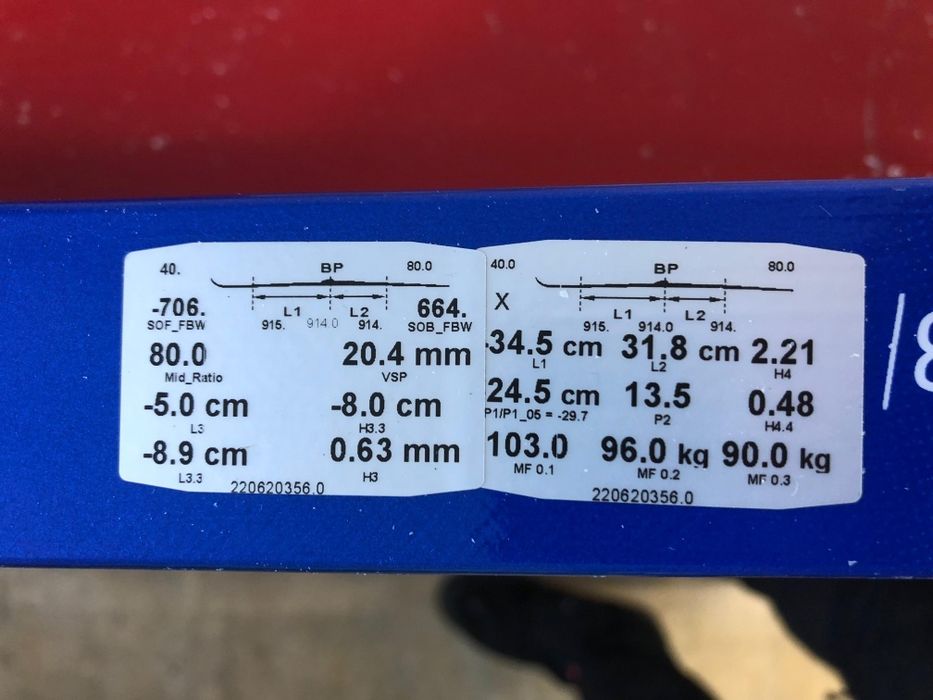 40. BP 80.0
-706. L1 L2 664.
SOF_FBW 915. 914.0 914. SOB_FBW
80.0 20.4 mm
Mid_Ratio VSP
-5.0 cm -8.0 cm
L3 H3.3
-8.9 cm 0.63 mm
L3.3 H3
220620356.0
40.0 BP 80.0
X L1 L2
915. 914.0 914.
-34.5 cm 31.8 cm 2.21
L1 L2 H4
24.5 cm 13.5 0.48
P1/P1_05 = -29.7 P2 H4.4
103.0 96.0 kg 90.0 kg
MF 0.1 MF 0.2 MF 0.3
220620356.0